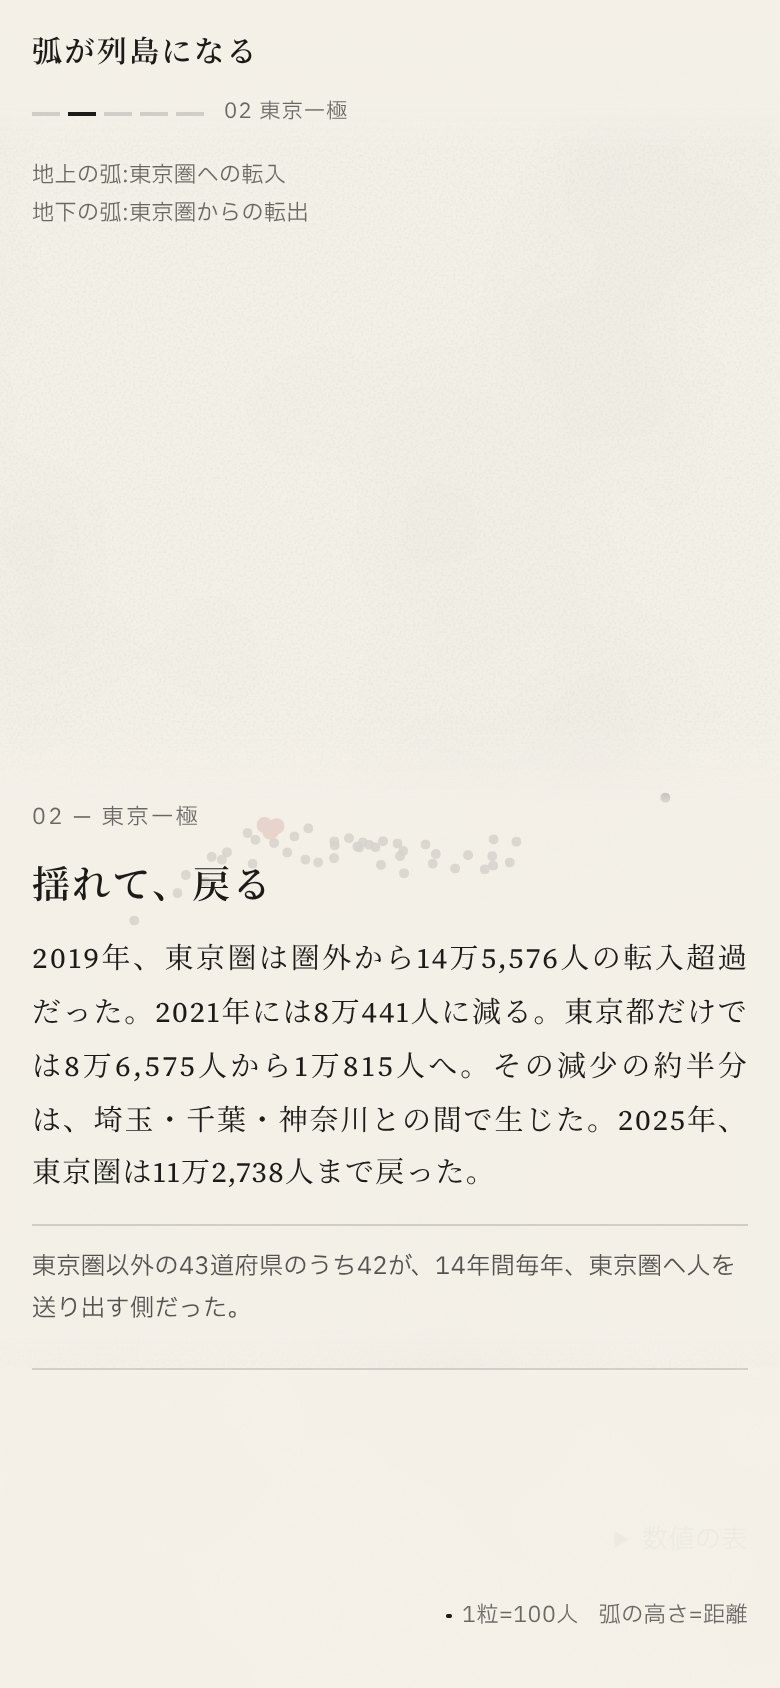 弧が列島になる
02 東京一極
地上の弧:東京圏への転入
地下の弧:東京圏からの転出
02 — 東京一極
揺れて、戻る
2019年、東京圏は圏外から14万5,576人の転入超過
だった。2021年には8万441人に減る。東京都だけで
は8万6,575人から1万815人へ。その減少の約半分
は、埼玉・千葉・神奈川との間で生じた。2025年、
東京圏は11万2,738人まで戻った。
東京圏以外の43道府県のうち42が、14年間毎年、東京圏へ人を
送り出す側だった。
▶ 数値の表
1粒=100人 弧の高さ=距離